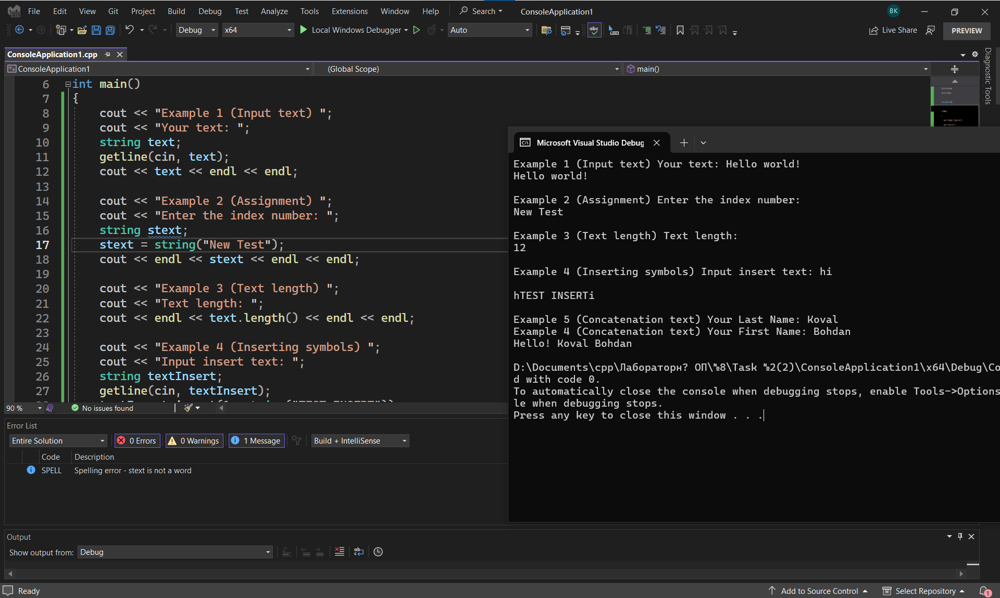 File Edit View Git Project Build Debug Test Analyze Tools Extensions Window Help Search ConsoleApplication1 BK
Debug x64 Local Windows Debugger Auto Live Share PREVIEW
ConsoleApplication1.cpp
ConsoleApplication1 (Global Scope) main()
Diagnostic Tools
6 int main()
7 {
8 cout << "Example 1 (Input text) ";
9 cout << "Your text: ";
10 string text;
11 getline(cin, text);
12 cout << text << endl << endl;
13
14 cout << "Example 2 (Assignment) ";
15 cout << "Enter the index number: ";
16 string stext;
17 stext = string("New Test");
18 cout << endl << stext << endl << endl;
19
20 cout << "Example 3 (Text length) ";
21 cout << "Text length: ";
22 cout << endl << text.length() << endl << endl;
23
24 cout << "Example 4 (Inserting symbols) ";
25 cout << "Input insert text: ";
26 string textInsert;
27 getline(cin, textInsert);
90 % No issues found
Microsoft Visual Studio Debug
Example 1 (Input text) Your text: Hello world!
Hello world!
Example 2 (Assignment) Enter the index number:
New Test
Example 3 (Text length) Text length:
12
Example 4 (Inserting symbols) Input insert text: hi
hTEST INSERTi
Example 5 (Concatenation text) Your Last Name: Koval
Example 4 (Concatenation text) Your First Name: Bohdan
Hello! Koval Bohdan
D:\Documents\cpp\Лабораторн? ОП\№8\Task №2(2)\ConsoleApplication1\x64\Debug\Co
d with code 0.
To automatically close the console when debugging stops, enable Tools->Options
le when debugging stops.
Press any key to close this window . . .
Error List
Entire Solution 0 Errors 0 Warnings 1 Message Build + IntelliSense
Code Description
SPELL Spelling error - stext is not a word
Output
Show output from: Debug
Ready Add to Source Control Select Repository 1